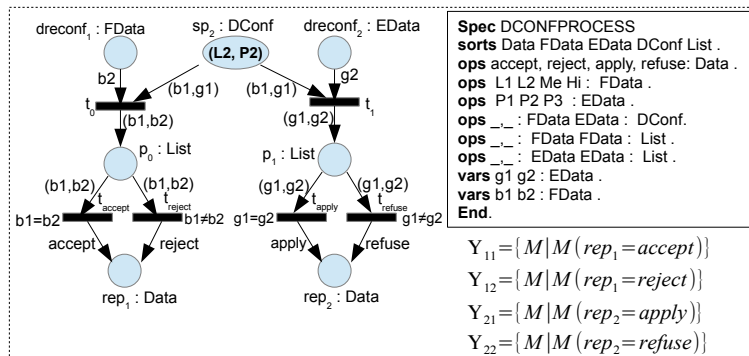 dreconf1 : FData
sp2 : DConf
dreconf2 : EData
(L2, P2)
b2
g2
(b1,g1)
(b1,g1)
t0
t1
(b1,b2)
(g1,g2)
p0 : List
p1 : List
(b1,b2)
(b1,b2)
(g1,g2)
(g1,g2)
b1=b2
taccept
treject
b1≠b2
g1=g2
tapply
trefuse
g1≠g2
accept
reject
apply
refuse
rep1 : Data
rep2 : Data
Spec DCONFPROCESS
sorts Data FData EData DConf List .
ops accept, reject, apply, refuse: Data .
ops L1 L2 Me Hi : FData .
ops P1 P2 P3 : EData .
ops _,_ : FData EData : DConf.
ops _,_ : FData FData : List .
ops _,_ : EData EData : List .
vars g1 g2 : EData .
vars b1 b2 : FData .
End.
Υ11={M|M(rep1=accept)}
Υ12={M|M(rep1=reject)}
Υ21={M|M(rep2=apply)}
Υ22={M|M(rep2=refuse)}